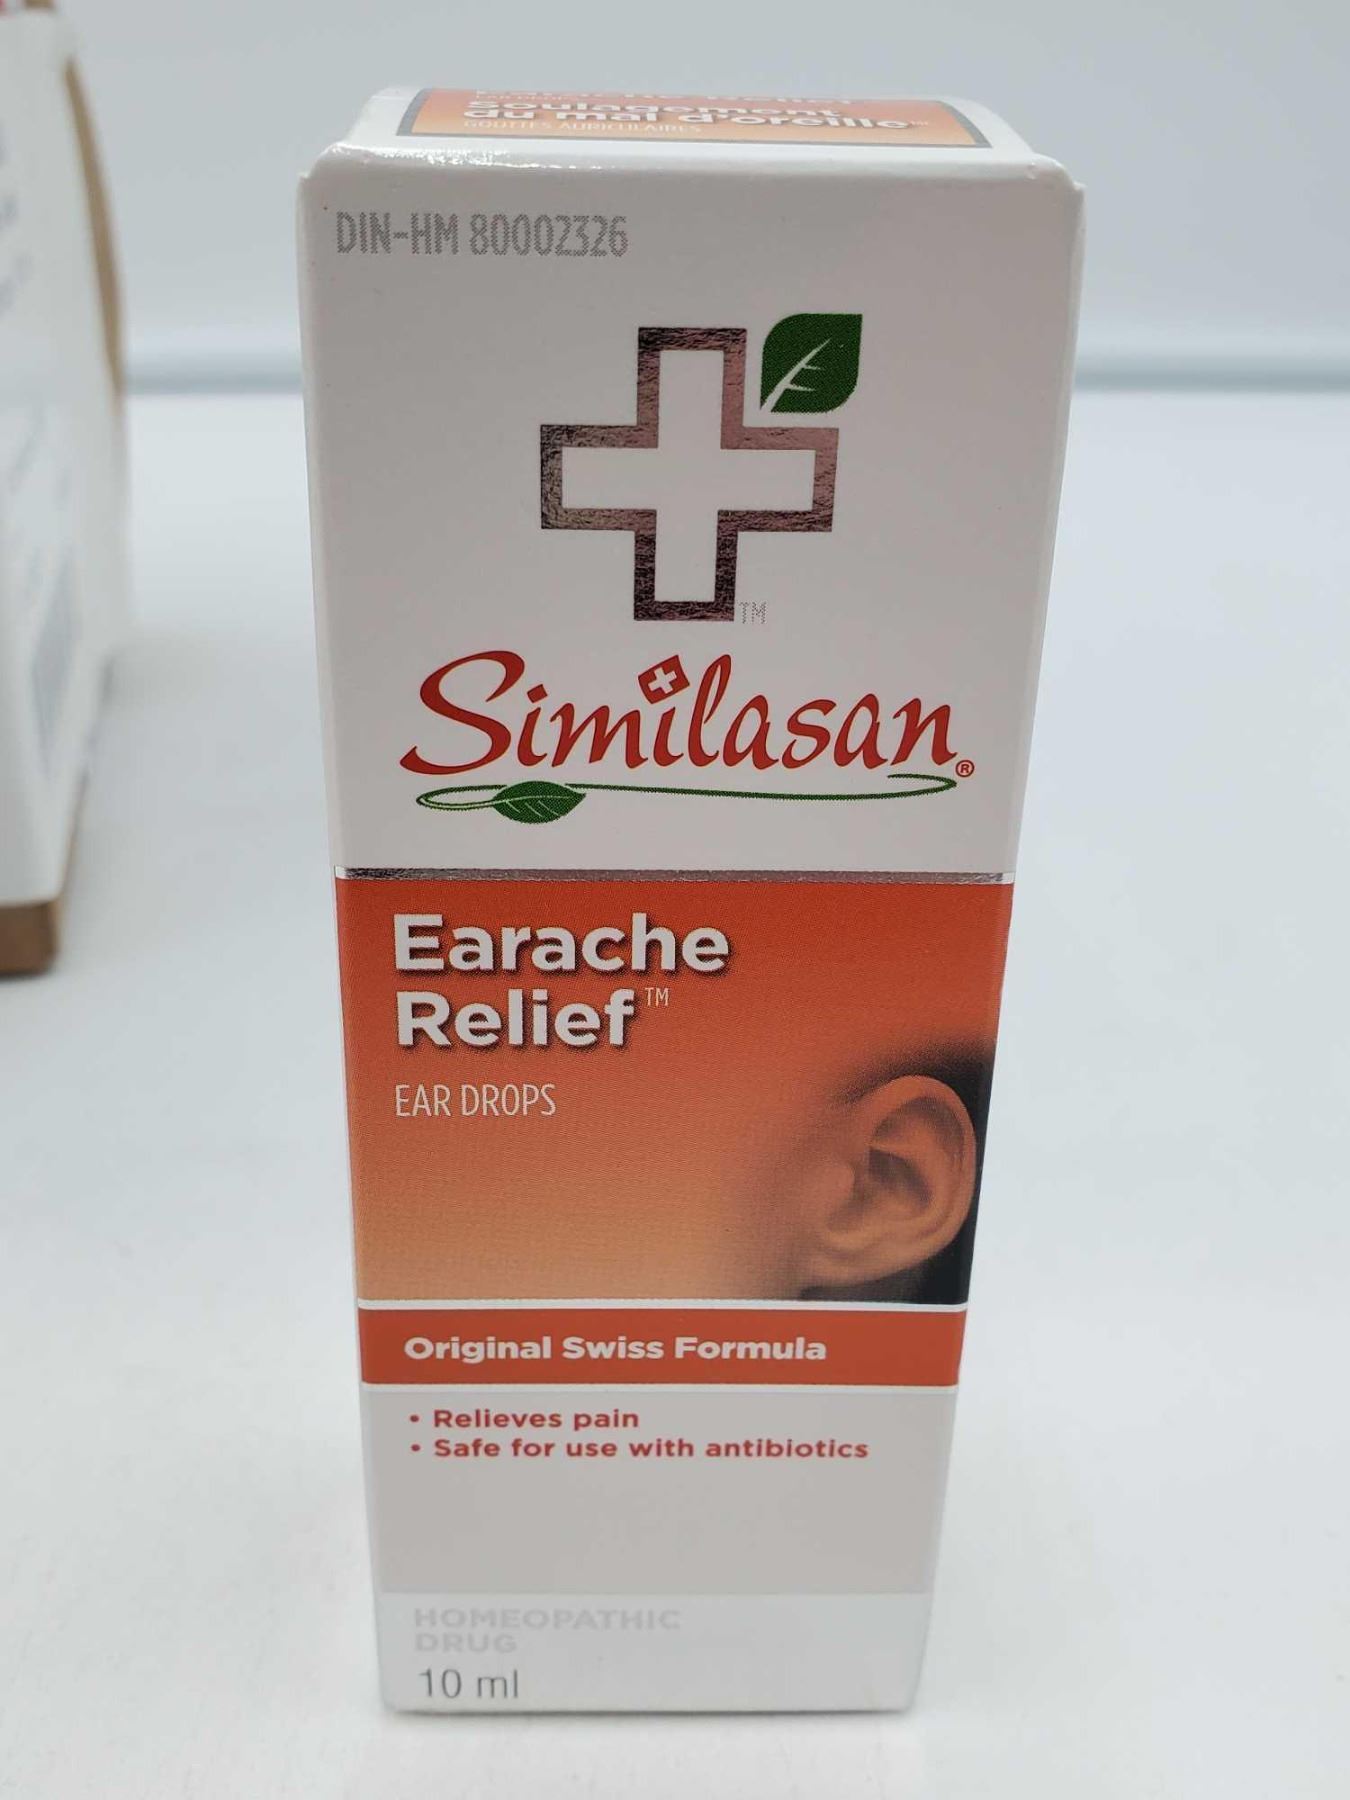 Soulagement
du mal d'oreille
GOUTTES AURICULAIRES
DIN-HM 80002326
TM
Similasan®
Earache
Relief™
EAR DROPS
Original Swiss Formula
• Relieves pain
• Safe for use with antibiotics
HOMEOPATHIC
DRUG
10 ml